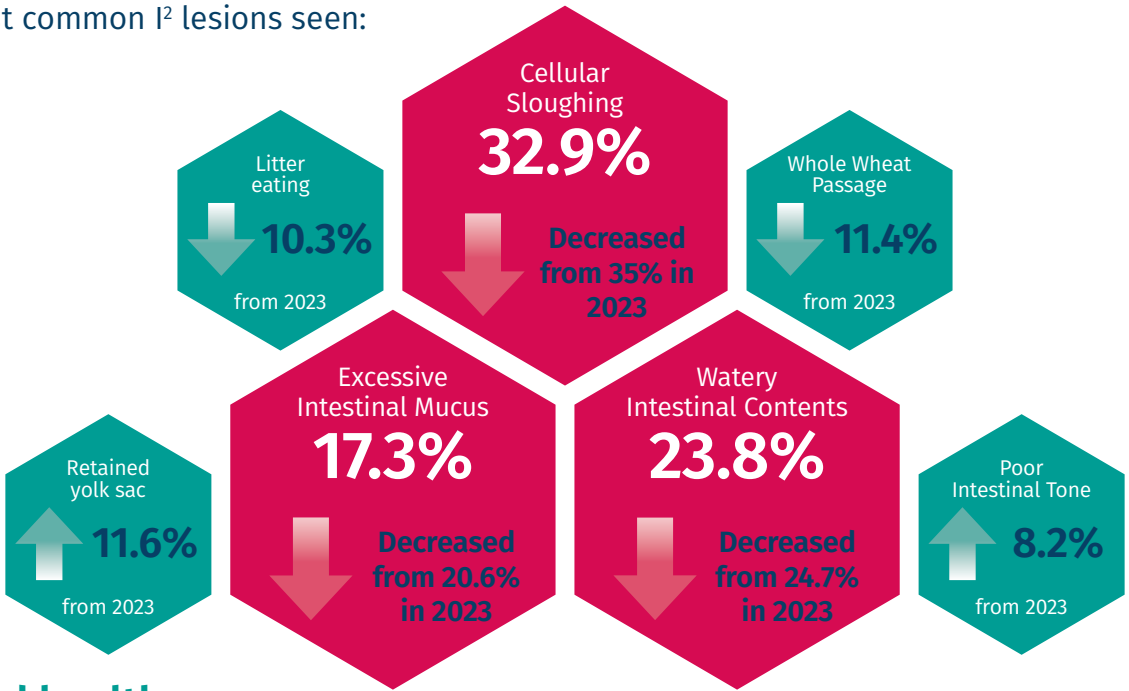 t common I² lesions seen:
Cellular
Sloughing
32.9%
Decreased
from 35% in
2023
Litter
eating
10.3%
from 2023
Whole Wheat
Passage
11.4%
from 2023
Excessive
Intestinal Mucus
17.3%
Decreased
from 20.6%
in 2023
Watery
Intestinal Contents
23.8%
Decreased
from 24.7%
in 2023
Retained
yolk sac
11.6%
from 2023
Poor
Intestinal Tone
8.2%
from 2023